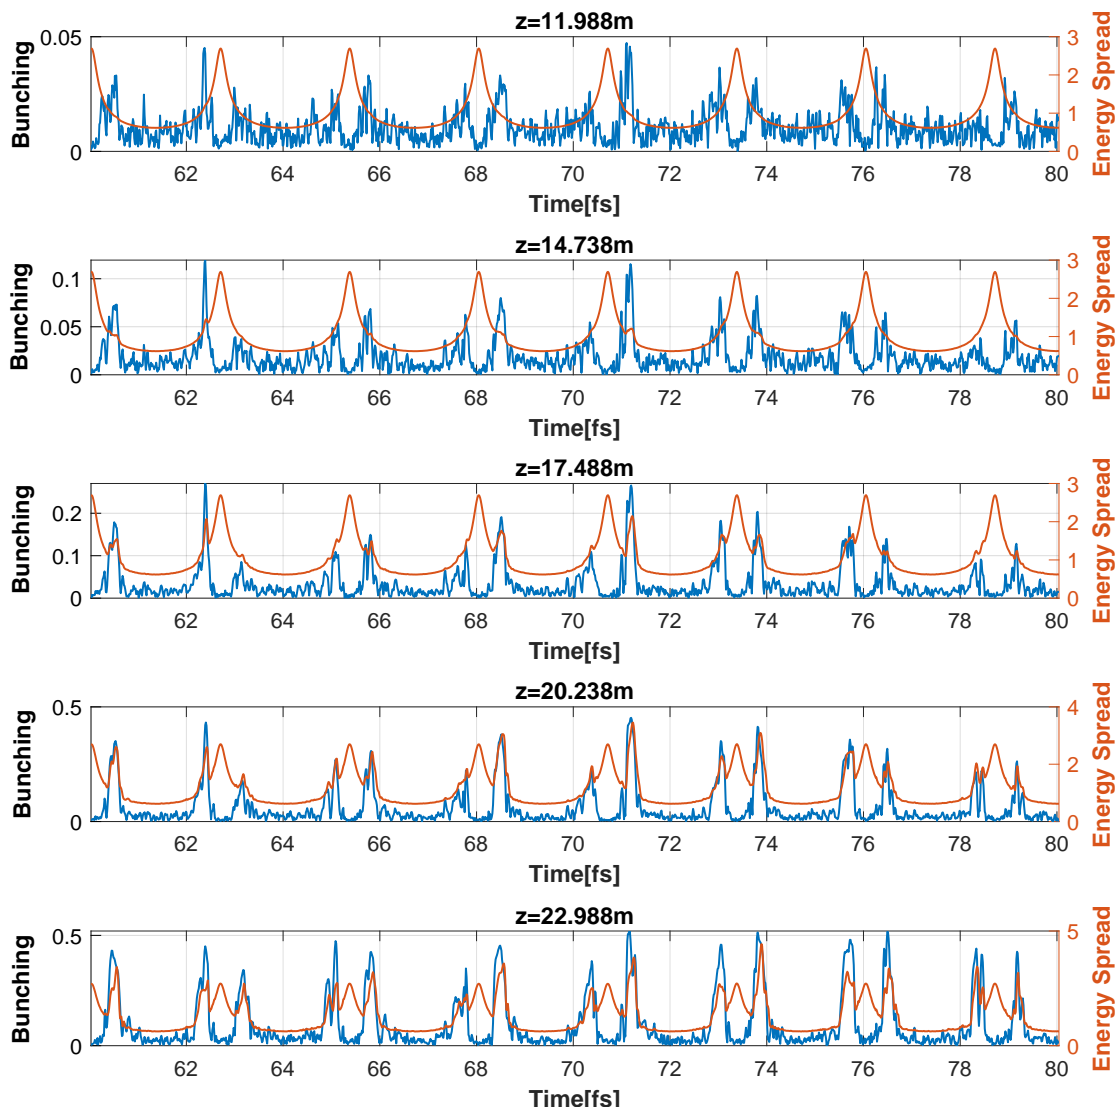 z=11.988m
0.05
0
Bunching
3
2
1
0
Energy Spread
62 64 66 68 70 72 74 76 78 80
Time[fs]
z=14.738m
0.1
0.05
0
Bunching
3
2
1
0
Energy Spread
62 64 66 68 70 72 74 76 78 80
Time[fs]
z=17.488m
0.2
0.1
0
Bunching
3
2
1
0
Energy Spread
62 64 66 68 70 72 74 76 78 80
Time[fs]
z=20.238m
0.5
0
Bunching
4
2
0
Energy Spread
62 64 66 68 70 72 74 76 78 80
Time[fs]
z=22.988m
0.5
0
Bunching
5
0
Energy Spread
62 64 66 68 70 72 74 76 78 80
Time[fs]